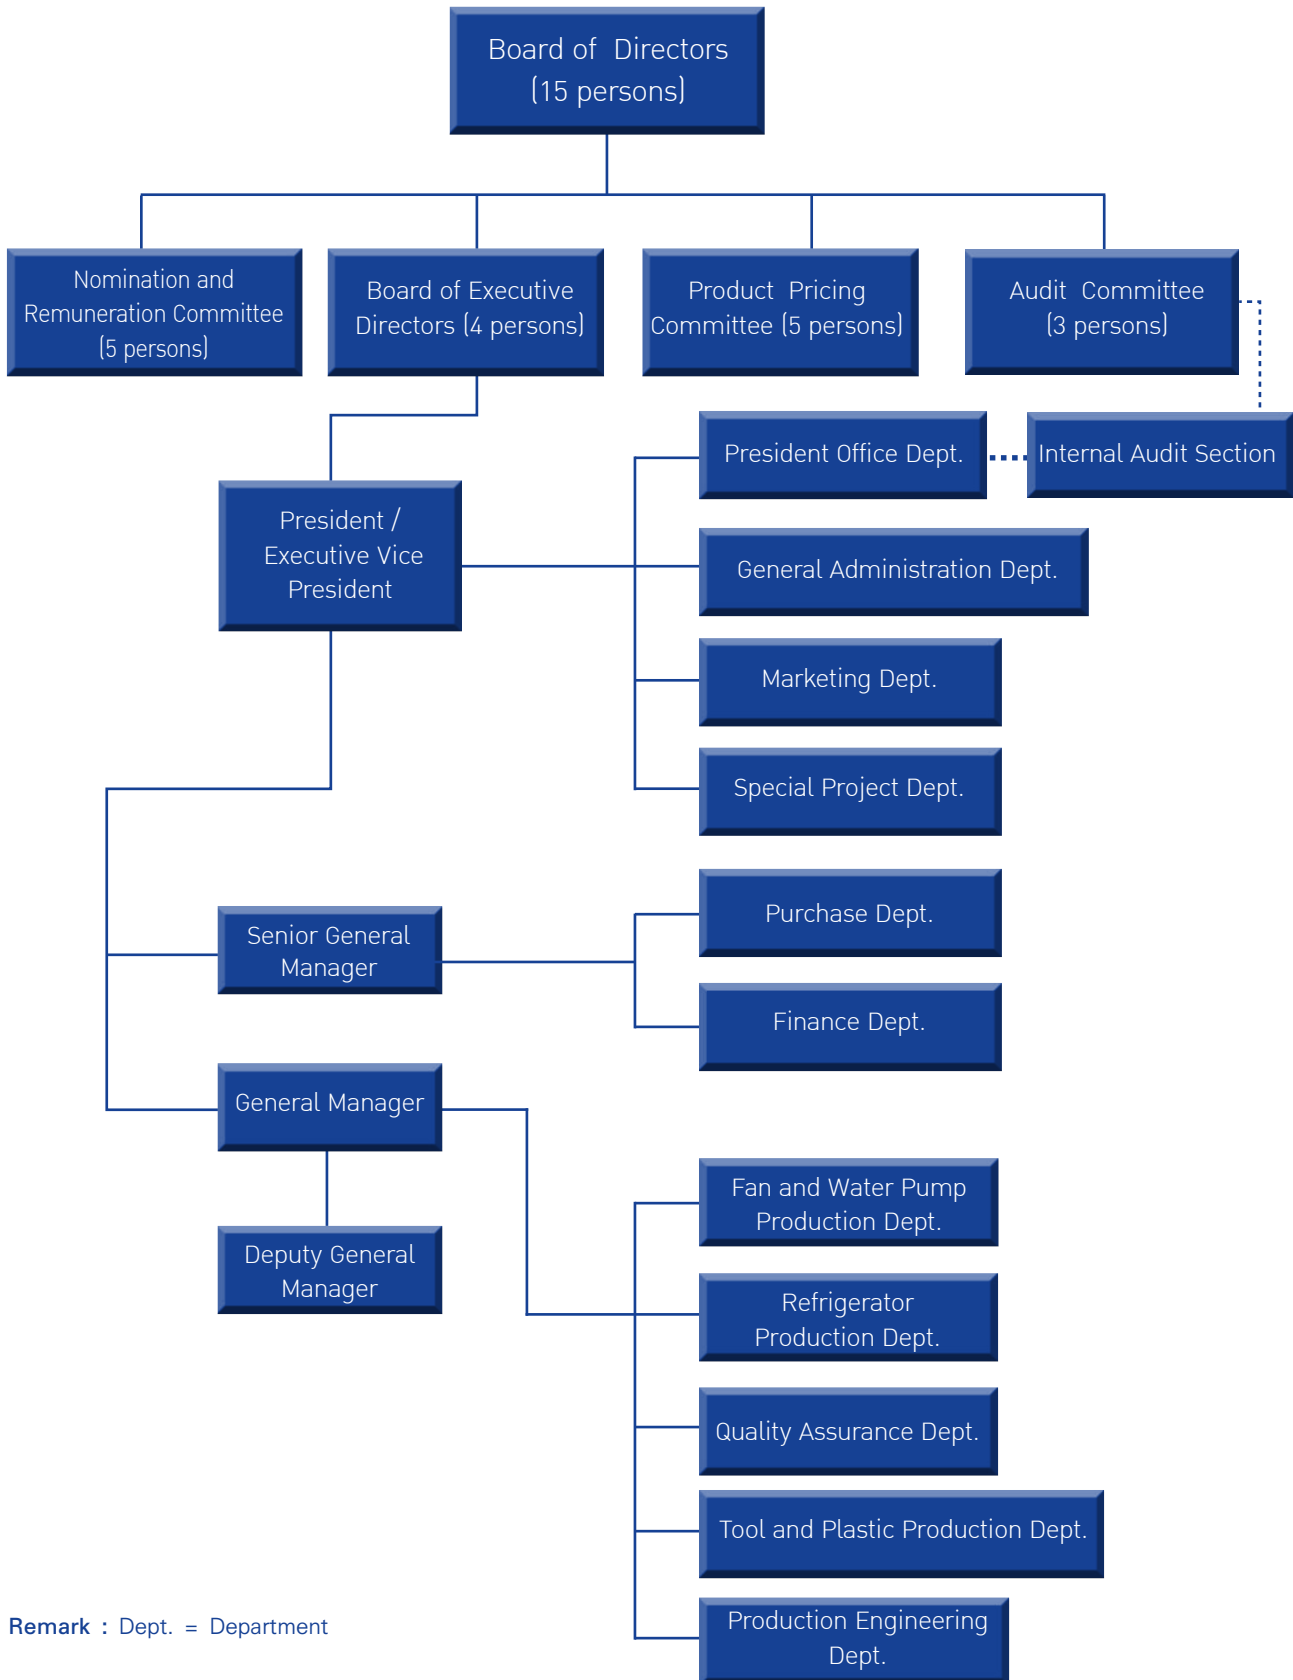 Board of Directors
(15 persons)
Nomination and
Remuneration Committee
(5 persons)
Board of Executive
Directors (4 persons)
Product Pricing
Committee (5 persons)
Audit Committee
(3 persons)
President Office Dept.
Internal Audit Section
President /
Executive Vice
President
General Administration Dept.
Marketing Dept.
Special Project Dept.
Senior General
Manager
Purchase Dept.
Finance Dept.
General Manager
Deputy General
Manager
Fan and Water Pump
Production Dept.
Refrigerator
Production Dept.
Quality Assurance Dept.
Tool and Plastic Production Dept.
Production Engineering
Dept.
Remark : Dept. = Department